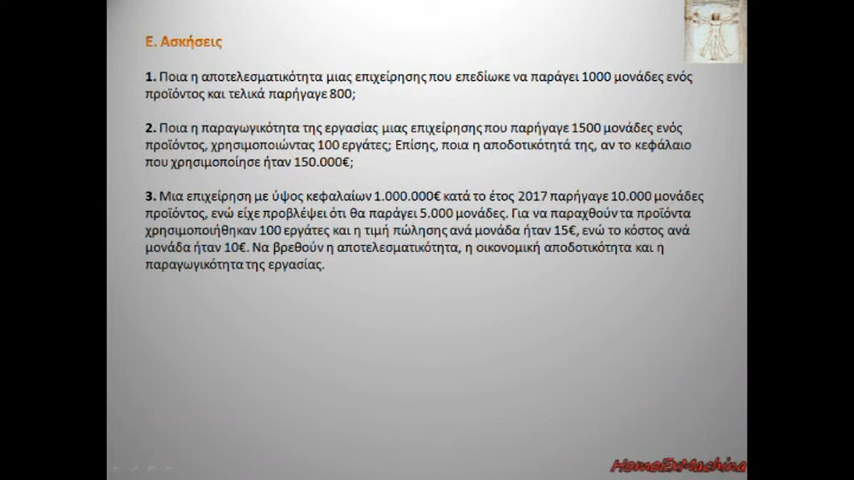 Ε. Ασκήσεις
1. Ποια η αποτελεσματικότητα μιας επιχείρησης που επεδίωκε να παράγει 1000 μονάδες ενός
προϊόντος και τελικά παρήγαγε 800;
2. Ποια η παραγωγικότητα της εργασίας μιας επιχείρησης που παρήγαγε 1500 μονάδες ενός
προϊόντος, χρησιμοποιώντας 100 εργάτες; Επίσης, ποια η αποδοτικότητά της, αν το κεφάλαιο
που χρησιμοποίησε ήταν 150.000€;
3. Μια επιχείρηση με ύψος κεφαλαίων 1.000.000€ κατά το έτος 2017 παρήγαγε 10.000 μονάδες
προϊόντος, ενώ είχε προβλέψει ότι θα παράγει 5.000 μονάδες. Για να παραχθούν τα προϊόντα
χρησιμοποιήθηκαν 100 εργάτες και η τιμή πώλησης ανά μονάδα ήταν 15€, ενώ το κόστος ανά
μονάδα ήταν 10€. Να βρεθούν η αποτελεσματικότητα, η οικονομική αποδοτικότητα και η
παραγωγικότητα της εργασίας.
HomoExMachina